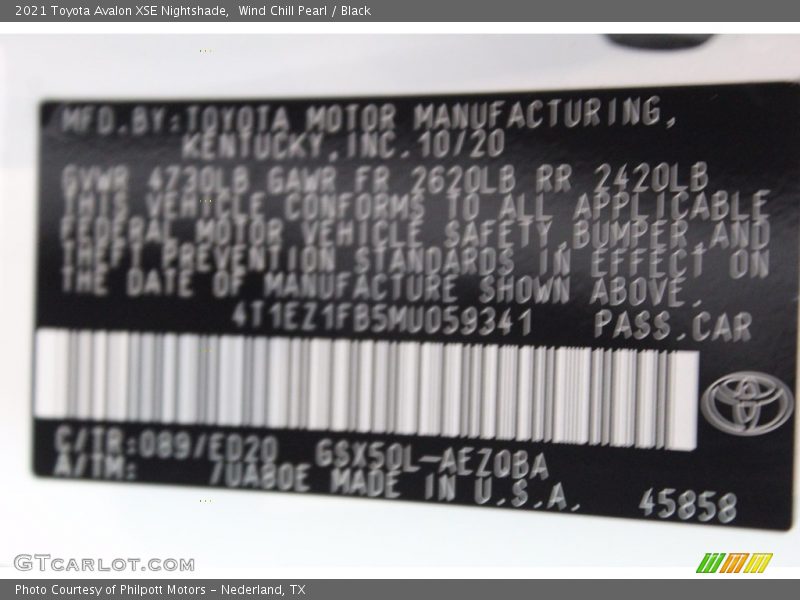 2021 Toyota Avalon XSE Nightshade,  Wind Chill Pearl / Black
MFD.BY:TOYOTA MOTOR MANUFACTURING,
KENTUCKY,INC. 10/20
GVWR 4730LB GAWR FR 2620LB RR 2420LB
THIS VEHICLE CONFORMS TO ALL APPLICABLE
FEDERAL MOTOR VEHICLE SAFETY,BUMPER,AND
THEFT PREVENTION STANDARDS IN EFFECT ON
THE DATE OF MANUFACTURE SHOWN ABOVE.
4T1EZ1FB5MU059341 PASS.CAR
C/TR:089/ED20 GSX50L-AEZOBA
A/TM: /UA80E MADE IN U.S.A. 45858
GTCARLOT.COM
Photo Courtesy of Philpott Motors - Nederland, TX